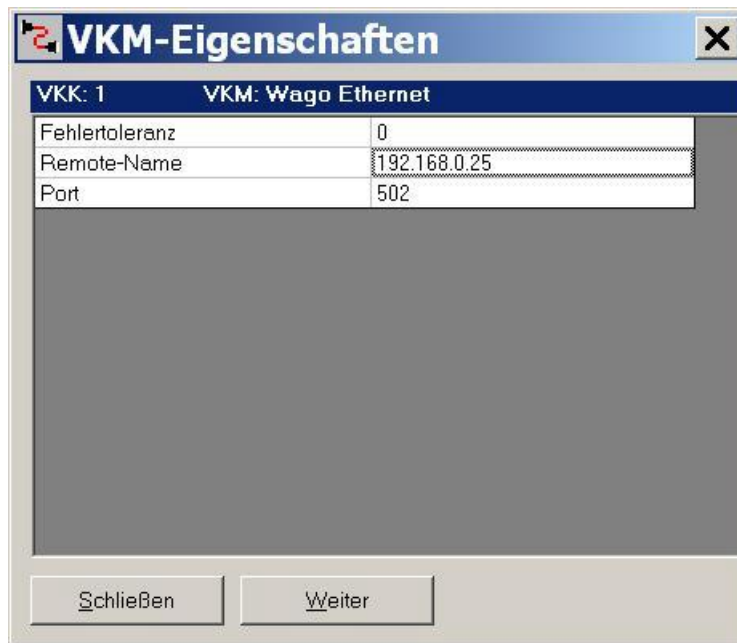 VKM-Eigenschaften
VKK: 1 VKM: Wago Ethernet
Fehlertoleranz 0
Remote-Name 192.168.0.25
Port 502
Schließen Weiter